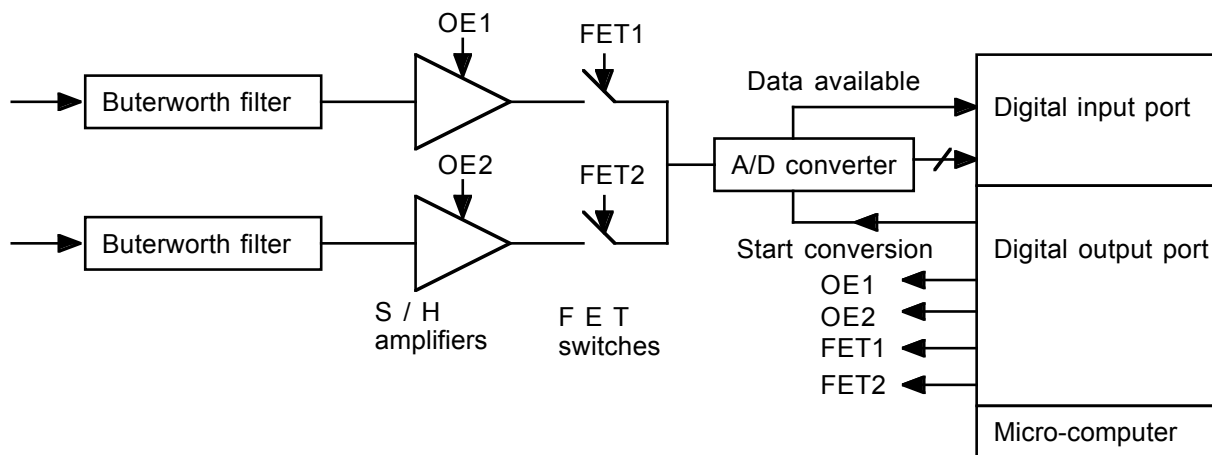 OE1
FET1
Buterworth filter
Data available
Digital input port
OE2
FET2
A/D converter
Buterworth filter
Start conversion
Digital output port
OE1
S / H
amplifiers
F E T
switches
OE2
FET1
FET2
Micro-computer